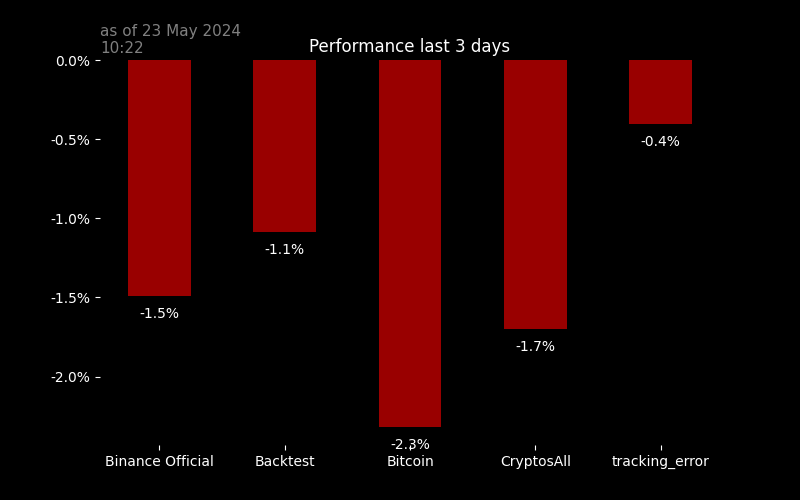 as of 23 May 2024
10:22
Performance last 3 days
0.0%
-0.5%
-1.0%
-1.5%
-2.0%
-1.5%
-1.1%
-2.3%
-1.7%
-0.4%
Binance Official
Backtest
Bitcoin
CryptosAll
tracking_error